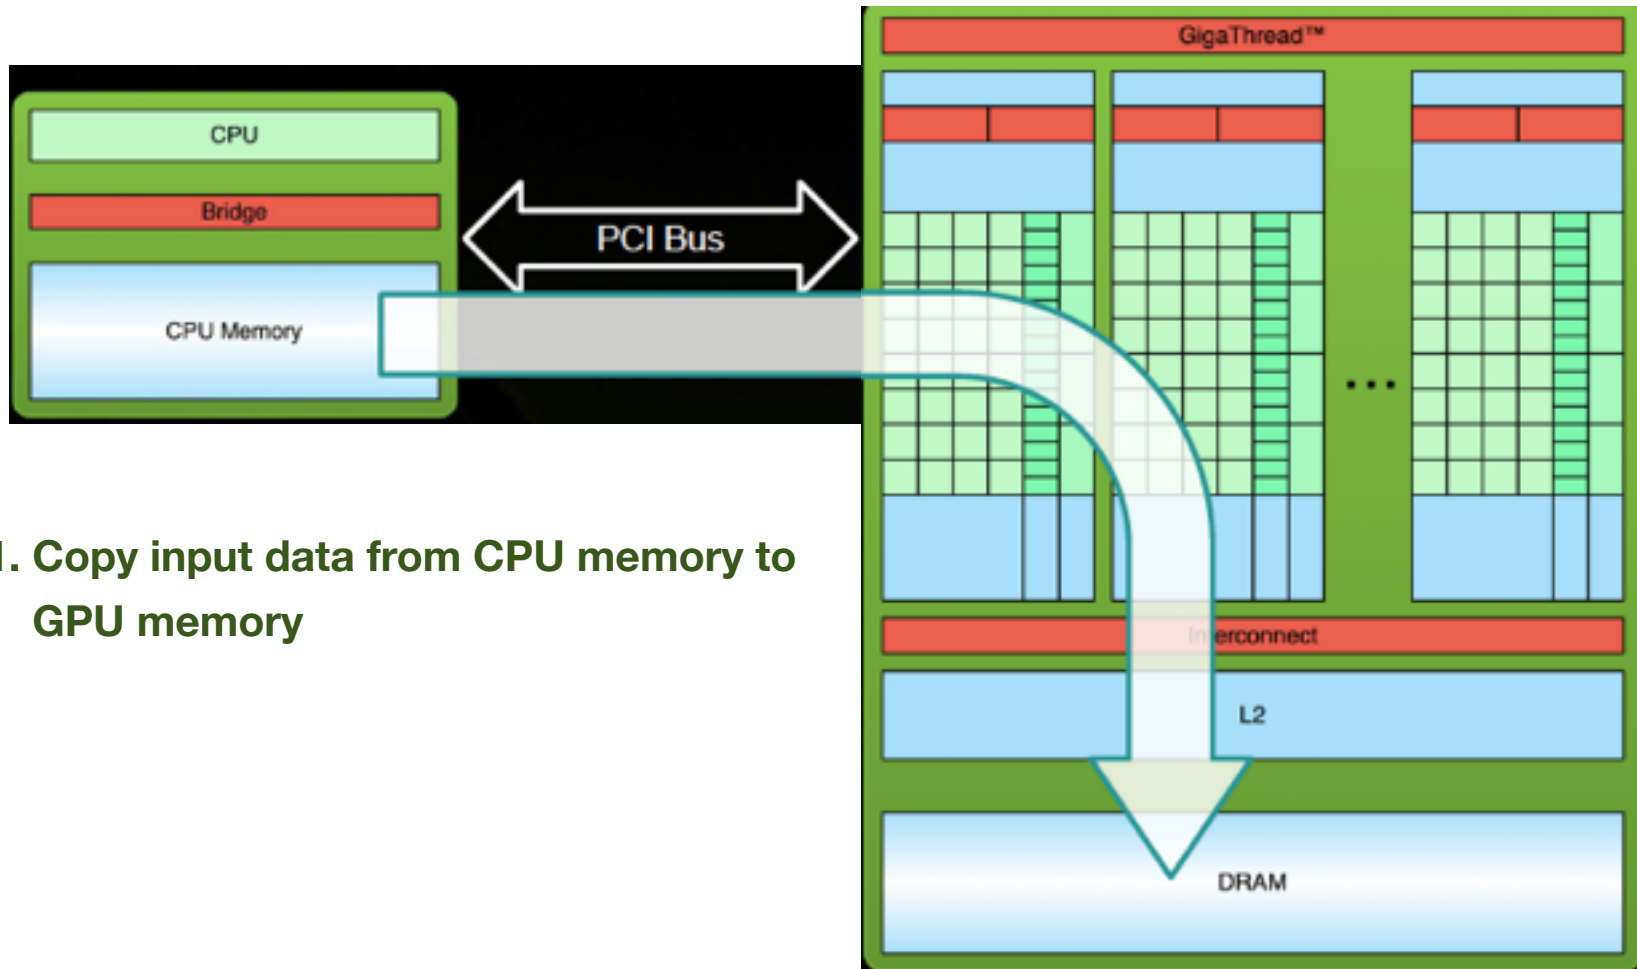 GigaThread™
CPU
Bridge
PCI Bus
CPU Memory
...
. Copy input data from CPU memory to
GPU memory
erconnect
L2
DRAM